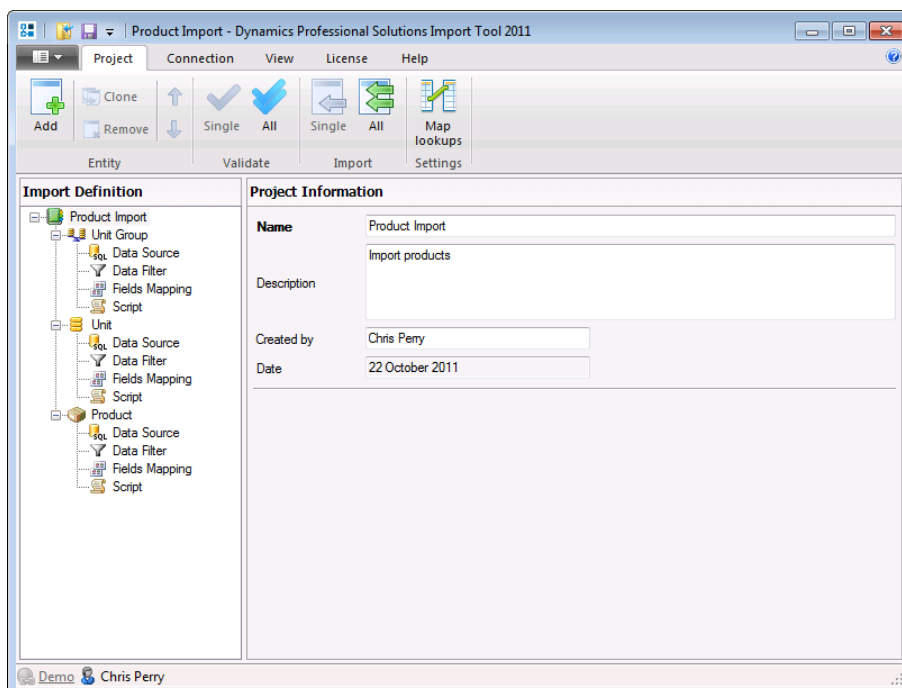 Product Import - Dynamics Professional Solutions Import Tool 2011
Project Connection View License Help
Add Clone Remove Single All Single All Map lookups
Entity Validate Import Settings
Import Definition
Product Import
Unit Group
SQL Data Source
Data Filter
Fields Mapping
Script
Unit
SQL Data Source
Data Filter
Fields Mapping
Script
Product
SQL Data Source
Data Filter
Fields Mapping
Script
Project Information
Name Product Import
Description Import products
Created by Chris Perry
Date 22 October 2011
Demo Chris Perry